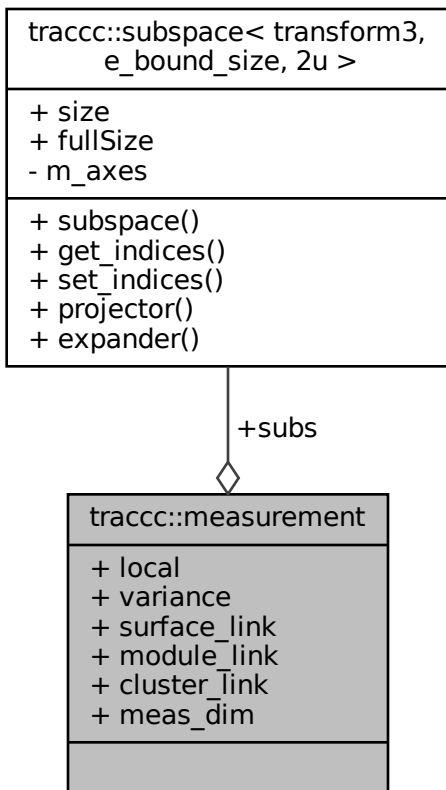 traccc::subspace< transform3,
e_bound_size, 2u >
+ size
+ fullSize
- m_axes
+ subspace()
+ get_indices()
+ set_indices()
+ projector()
+ expander()
+subs
traccc::measurement
+ local
+ variance
+ surface_link
+ module_link
+ cluster_link
+ meas_dim